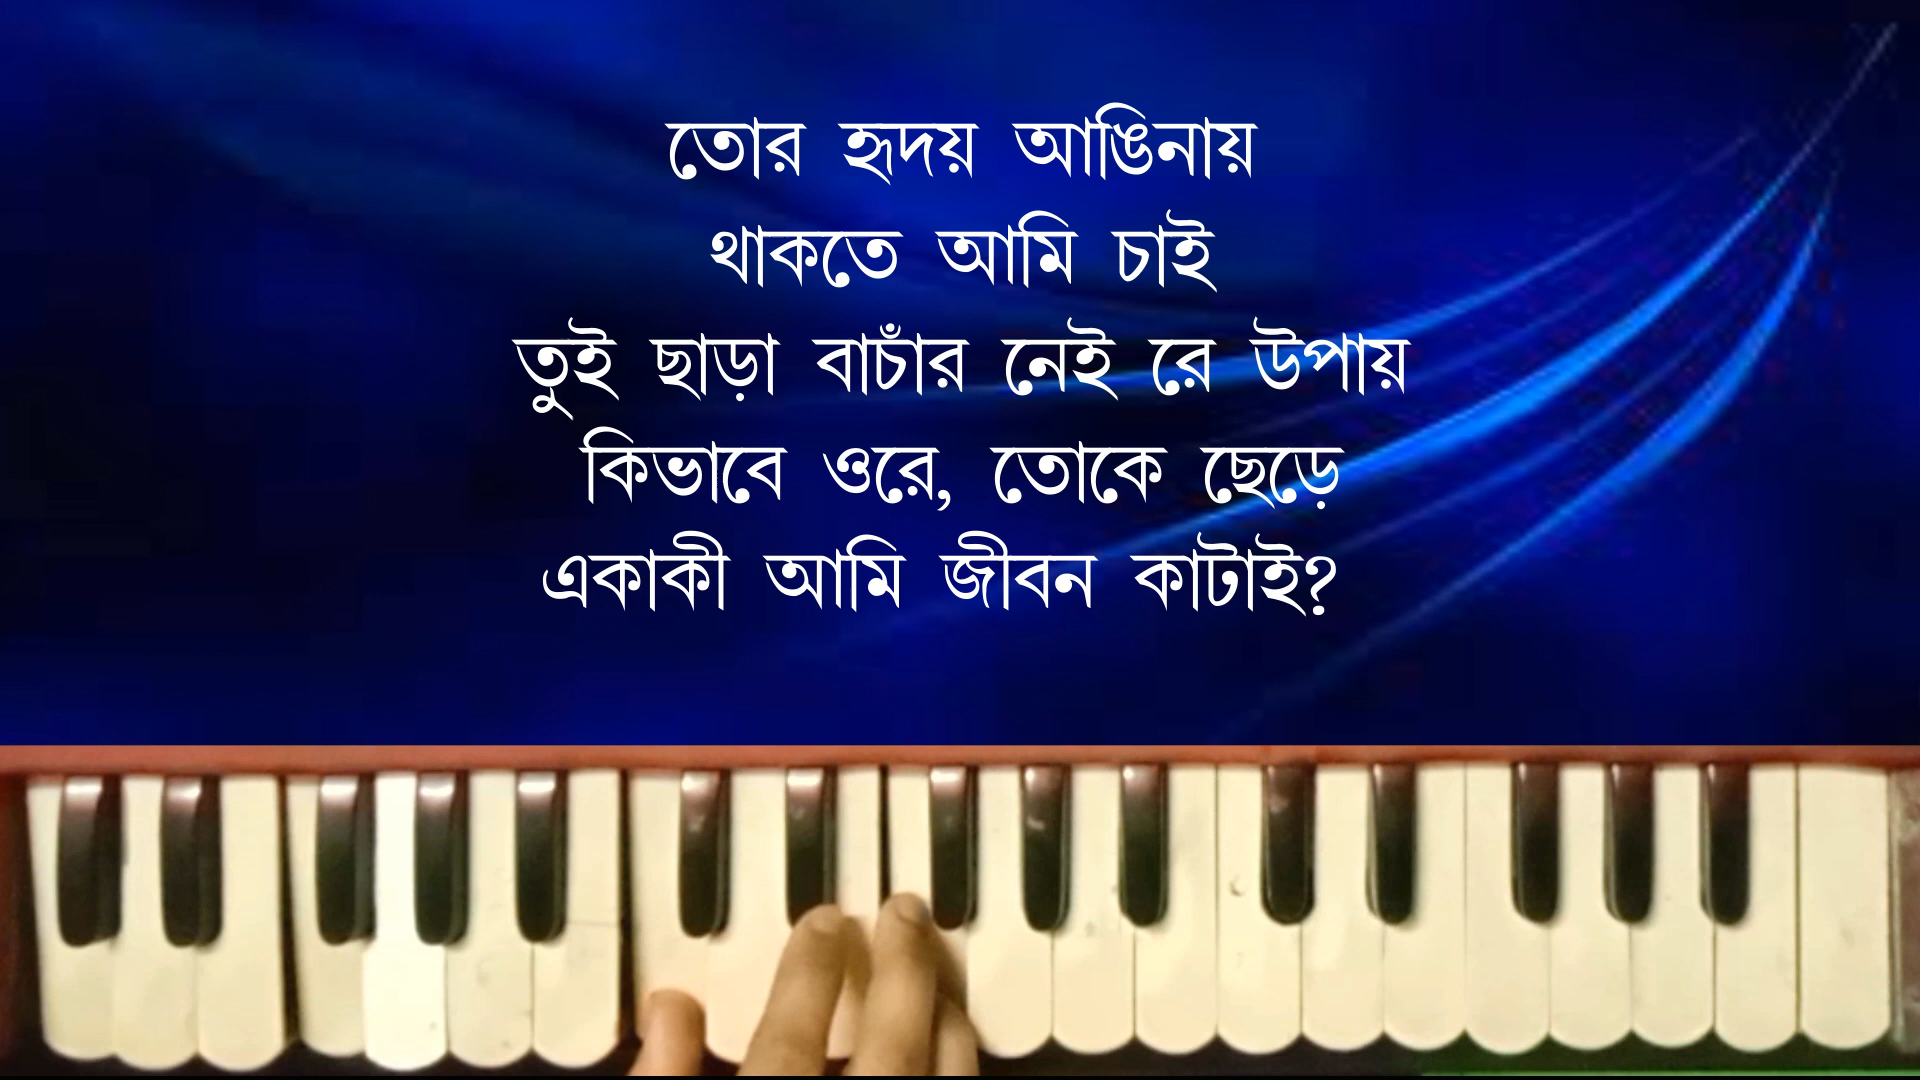 তোর হৃদয় আঙিনায়
থাকতে আমি চাই
তুই ছাড়া বাচাঁর নেই রে উপায়
কিভাবে ওরে, তোকে ছেড়ে
একাকী আমি জীবন কাটাই?